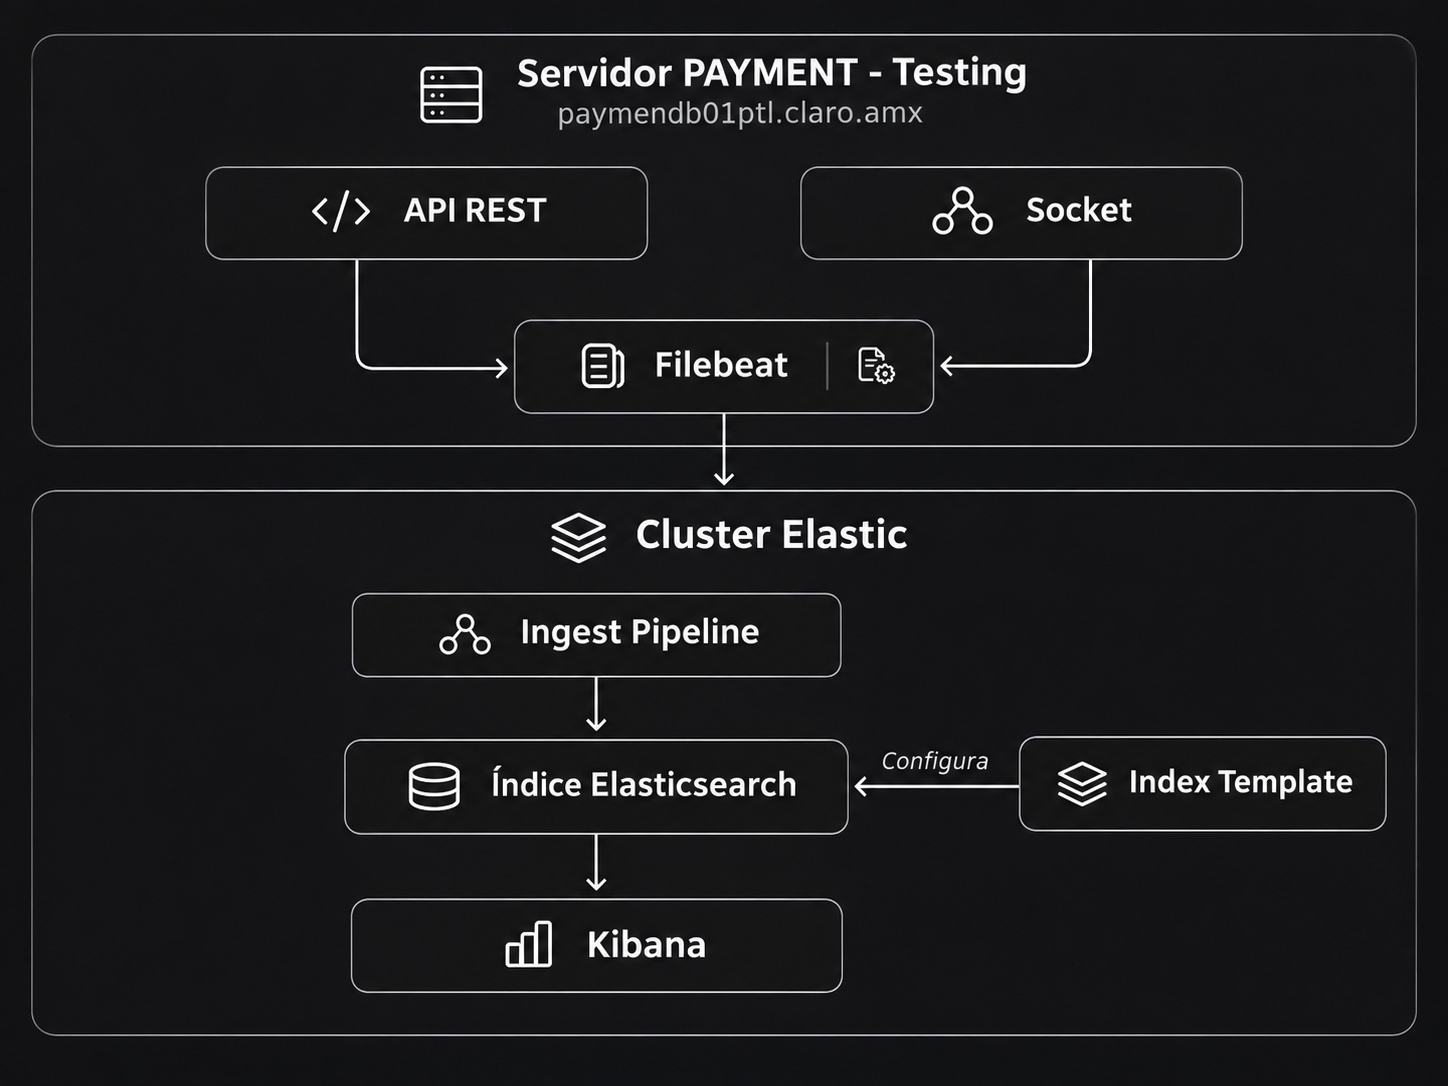 Servidor PAYMENT - Testing
paymendb01ptl.claro.amx
API REST
Socket
Filebeat
Cluster Elastic
Ingest Pipeline
Índice Elasticsearch
Configura
Index Template
Kibana